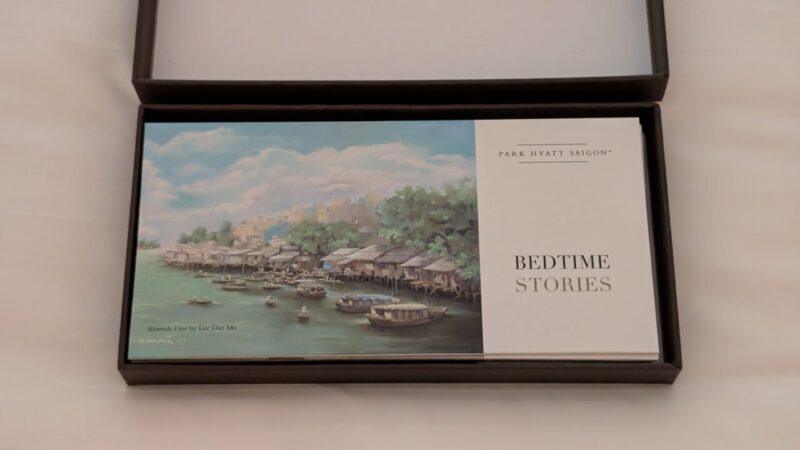 PARK HYATT SAIGON™
BEDTIME
STORIES
Riverside View by Luc Dan My